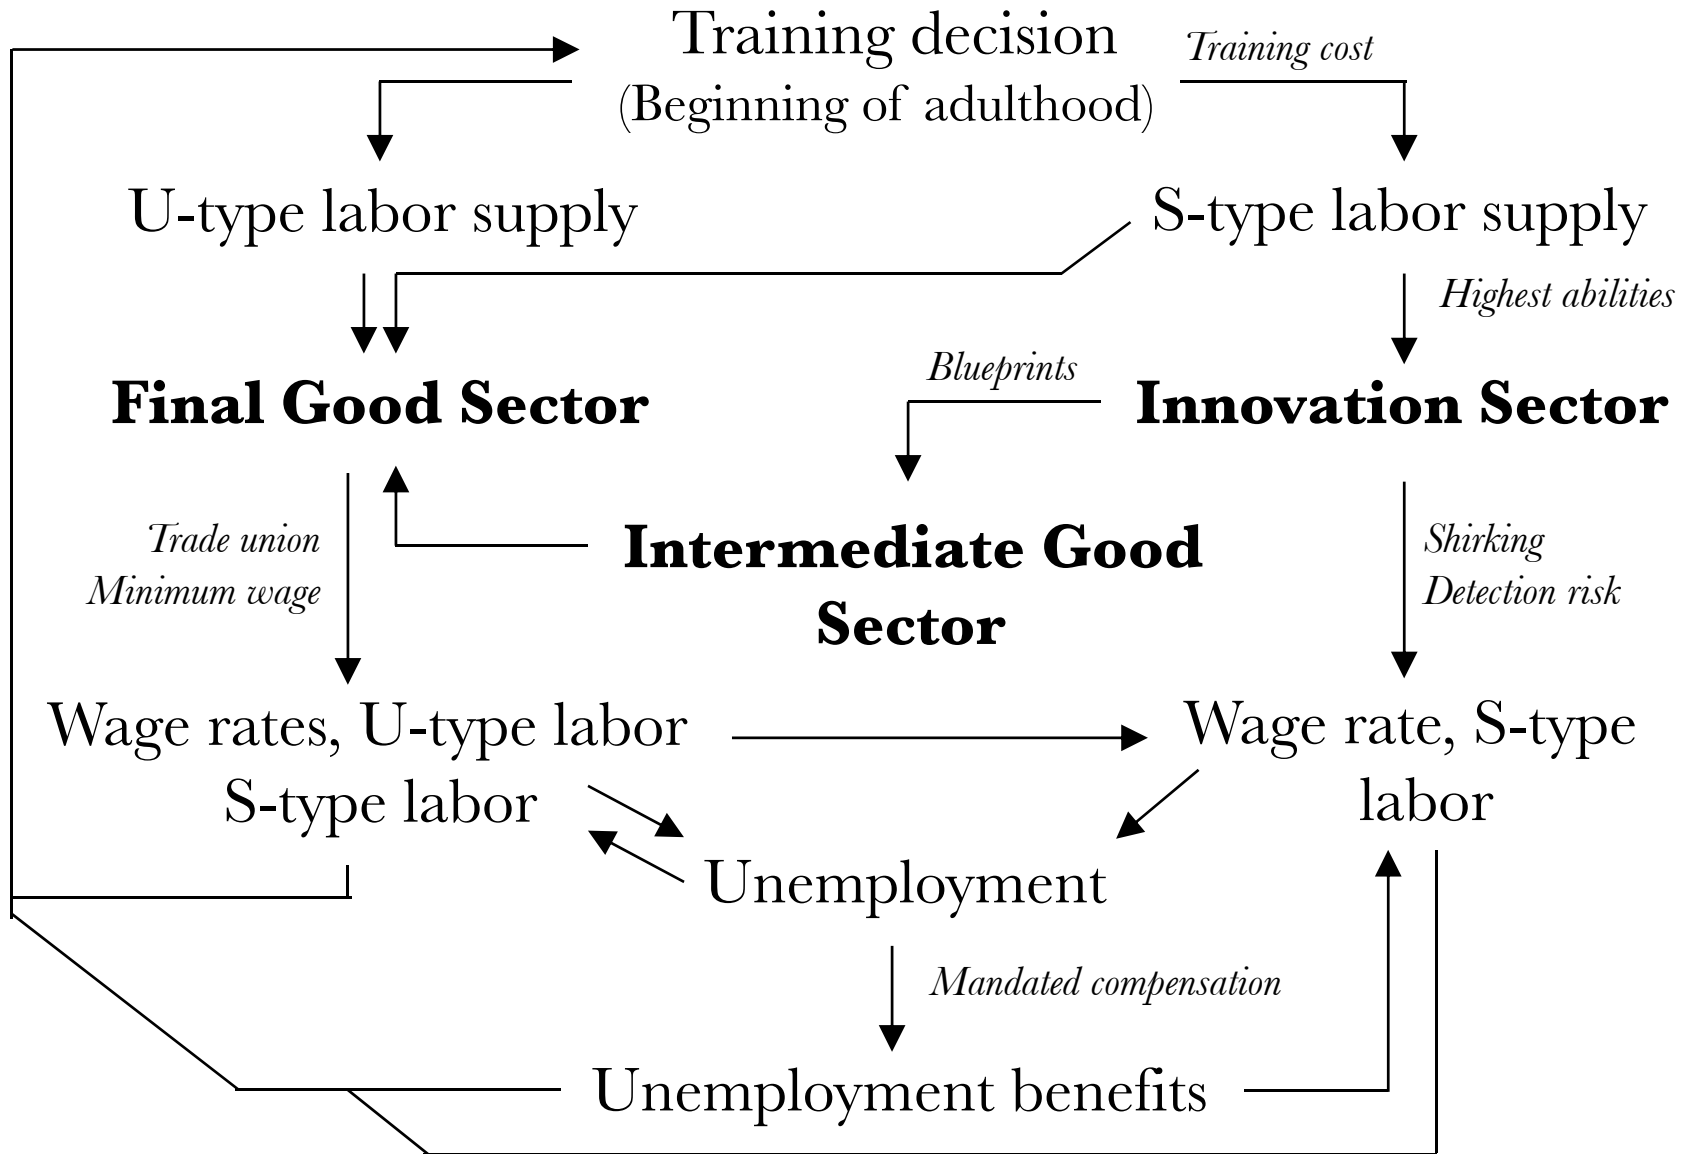 Training decision
Training cost
(Beginning of adulthood)
U-type labor supply
S-type labor supply
Highest abilities
Blueprints
Final Good Sector
Innovation Sector
Trade union
Minimum wage
Intermediate Good
Sector
Shirking
Detection risk
Wage rates, U-type labor
S-type labor
Wage rate, S-type
labor
Unemployment
Mandated compensation
Unemployment benefits